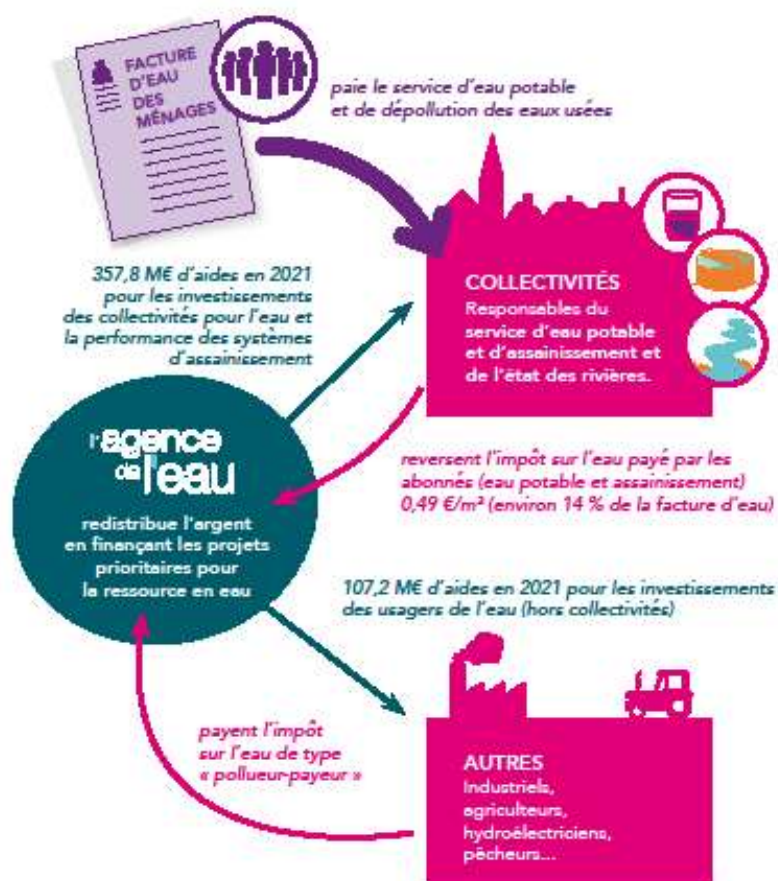 FACTURE
D'EAU
DES
MÉNAGES
paie le service d'eau potable
et de dépollution des eaux usées
357,8 M€ d'aides en 2021
pour les investissements
des collectivités pour l'eau et
la performance des systèmes
d'assainissement
COLLECTIVITÉS
Responsables du
service d'eau potable
et d'assainissement et
de l'état des rivières.
l'agence
de l'eau
redistribue l'argent
en finançant les projets
prioritaires pour
la ressource en eau
reversent l'impôt sur l'eau payé par les
abonnés (eau potable et assainissement)
0,49 €/m³ (environ 14 % de la facture d'eau)
107,2 M€ d'aides en 2021 pour les investissements
des usagers de l'eau (hors collectivités)
payent l'impôt
sur l'eau de type
« pollueur-payeur »
AUTRES
Industriels,
agriculteurs,
hydroélectriciens,
pêcheurs...